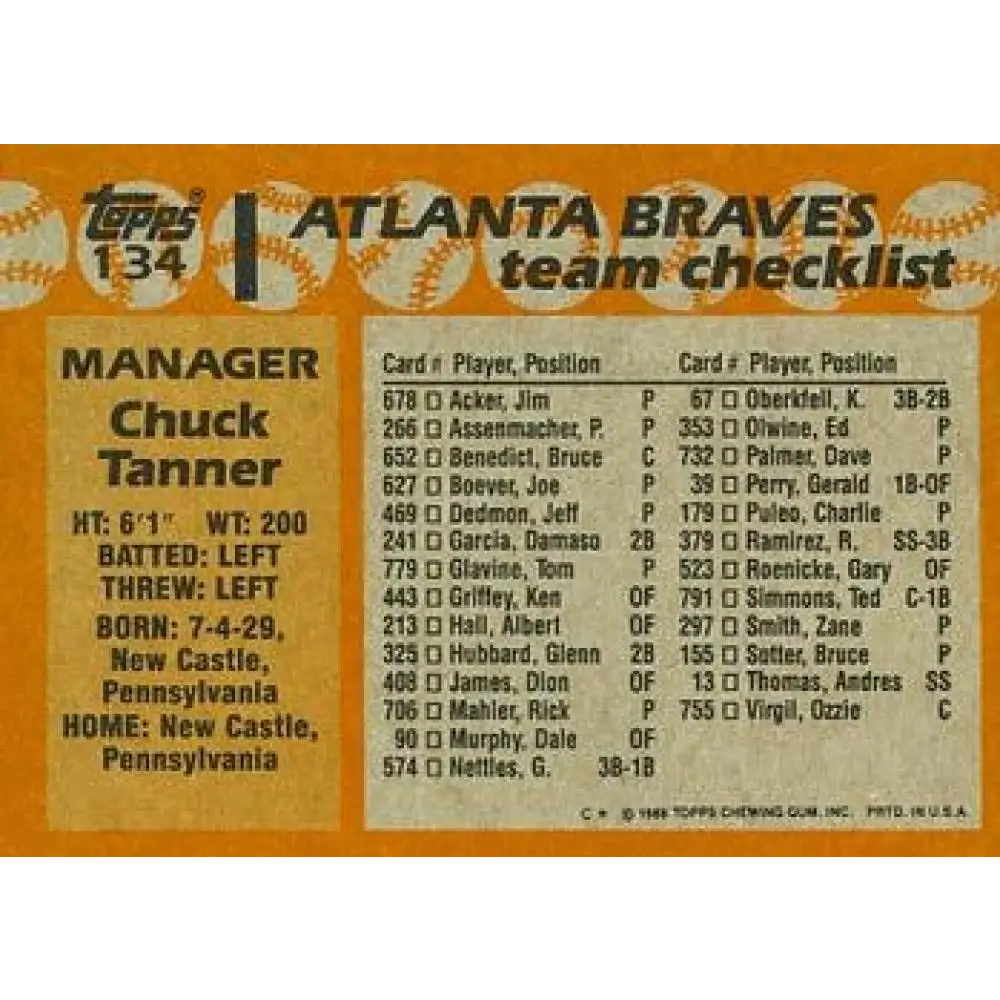 Topps®
134
ATLANTA BRAVES
team checklist
MANAGER
Chuck
Tanner
HT: 6'1" WT: 200
BATTED: LEFT
THREW: LEFT
BORN: 7-4-29,
New Castle,
Pennsylvania
HOME: New Castle,
Pennsylvania
Card # Player, Position
678 □ Acker, Jim P
266 □ Assenmacher, P. P
652 □ Benedict, Bruce C
627 □ Boever, Joe P
469 □ Dedmon, Jeff P
241 □ Garcia, Damaso 2B
779 □ Glavine, Tom P
443 □ Griffey, Ken OF
213 □ Hall, Albert OF
325 □ Hubbard, Glenn 2B
408 □ James, Dion OF
706 □ Mahler, Rick P
90 □ Murphy, Dale OF
574 □ Nettles, G. 3B-1B
Card # Player, Position
67 □ Oberkfell, K. 3B-2B
353 □ Olwine, Ed P
732 □ Palmer, Dave P
39 □ Perry, Gerald 1B-OF
179 □ Puleo, Charlie P
379 □ Ramirez, R. SS-3B
523 □ Roenicke, Gary OF
791 □ Simmons, Ted C-1B
297 □ Smith, Zane P
155 □ Sutter, Bruce P
13 □ Thomas, Andres SS
755 □ Virgil, Ozzie C
C * © 1988 TOPPS CHEWING GUM, INC. PRTD. IN U.S.A.